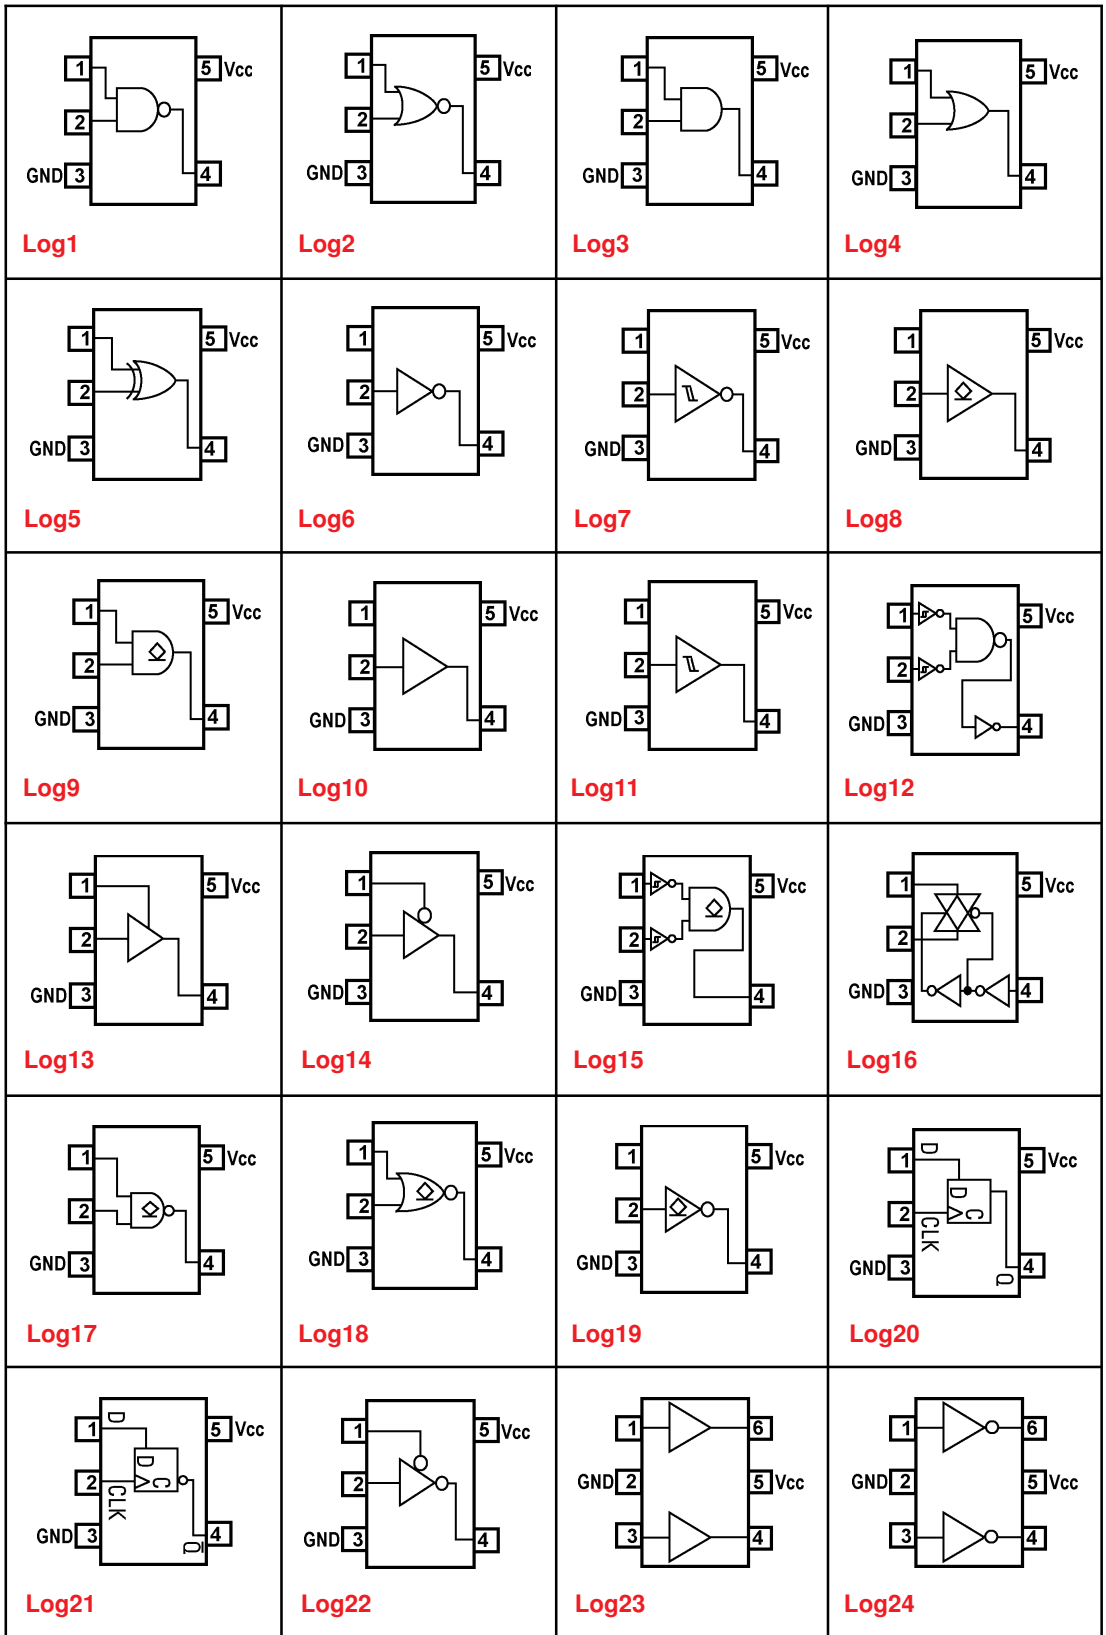 1 5 Vcc
2
GND 3 4
Log1
1 5 Vcc
2
GND 3 4
Log2
1 5 Vcc
2
GND 3 4
Log3
1 5 Vcc
2
GND 3 4
Log4
1 5 Vcc
2
GND 3 4
Log5
1 5 Vcc
2
GND 3 4
Log6
1 5 Vcc
2
GND 3 4
Log7
1 5 Vcc
2
GND 3 4
Log8
1 5 Vcc
2
GND 3 4
Log9
1 5 Vcc
2
GND 3 4
Log10
1 5 Vcc
2
GND 3 4
Log11
1 5 Vcc
2
GND 3 4
Log12
1 5 Vcc
2
GND 3 4
Log13
1 5 Vcc
2
GND 3 4
Log14
1 5 Vcc
2
GND 3 4
Log15
1 5 Vcc
2
GND 3 4
Log16
1 5 Vcc
2
GND 3 4
Log17
1 5 Vcc
2
GND 3 4
Log18
1 5 Vcc
2
GND 3 4
Log19
D
1 5 Vcc
D C
2
CLK
GND 3 4
Q
Log20
D
1 5 Vcc
D C
2
CLK
GND 3 4
Q̅
Log21
1 5 Vcc
2
GND 3 4
Log22
1 6
GND 2 5 Vcc
3 4
Log23
1 6
GND 2 5 Vcc
3 4
Log24